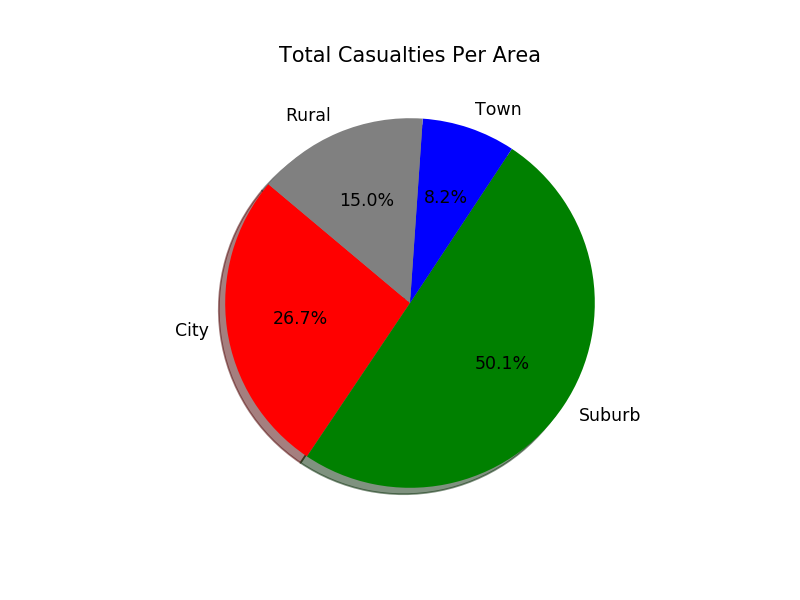 Total Casualties Per Area
Rural
Town
15.0%
8.2%
City
26.7%
50.1%
Suburb